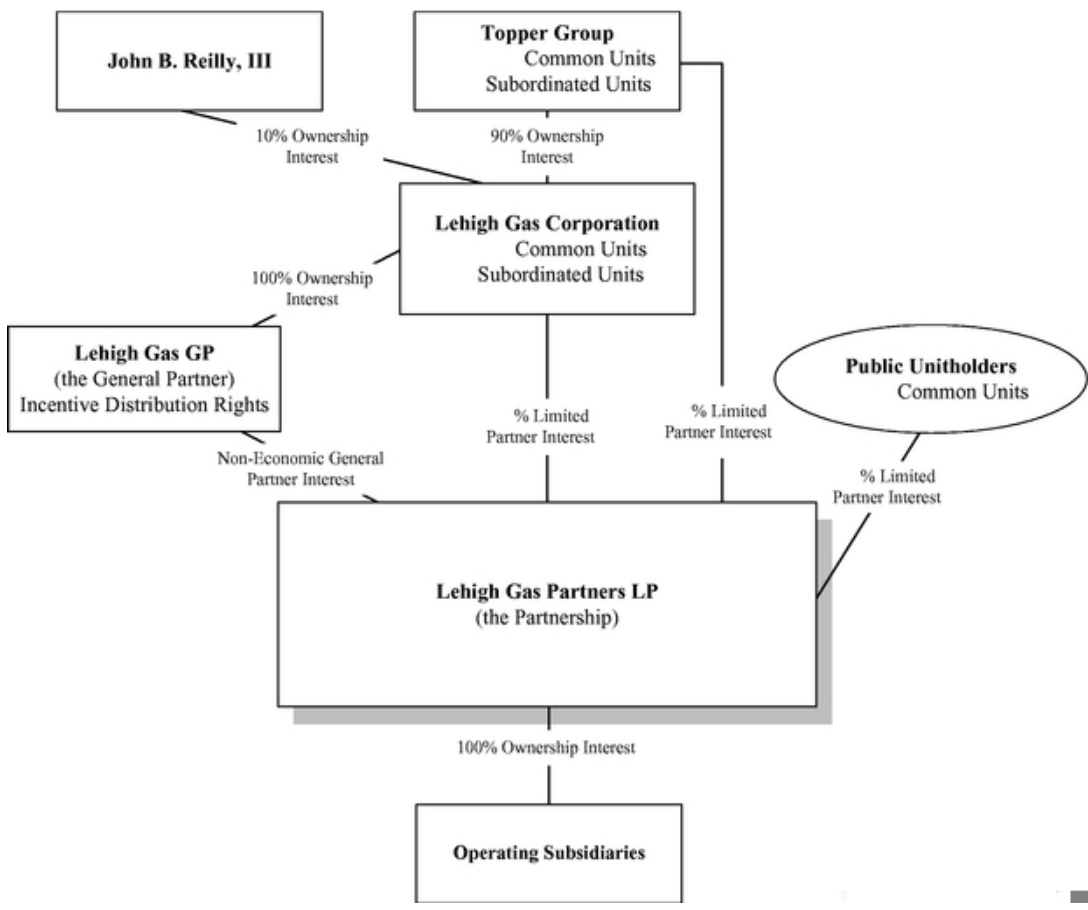 John B. Reilly, III
Topper Group
Common Units
Subordinated Units
10% Ownership
Interest
90% Ownership
Interest
Lehigh Gas Corporation
Common Units
Subordinated Units
100% Ownership
Interest
Lehigh Gas GP
(the General Partner)
Incentive Distribution Rights
Public Unitholders
Common Units
% Limited
Partner Interest
% Limited
Partner Interest
Non-Economic General
Partner Interest
% Limited
Partner Interest
Lehigh Gas Partners LP
(the Partnership)
100% Ownership Interest
Operating Subsidiaries